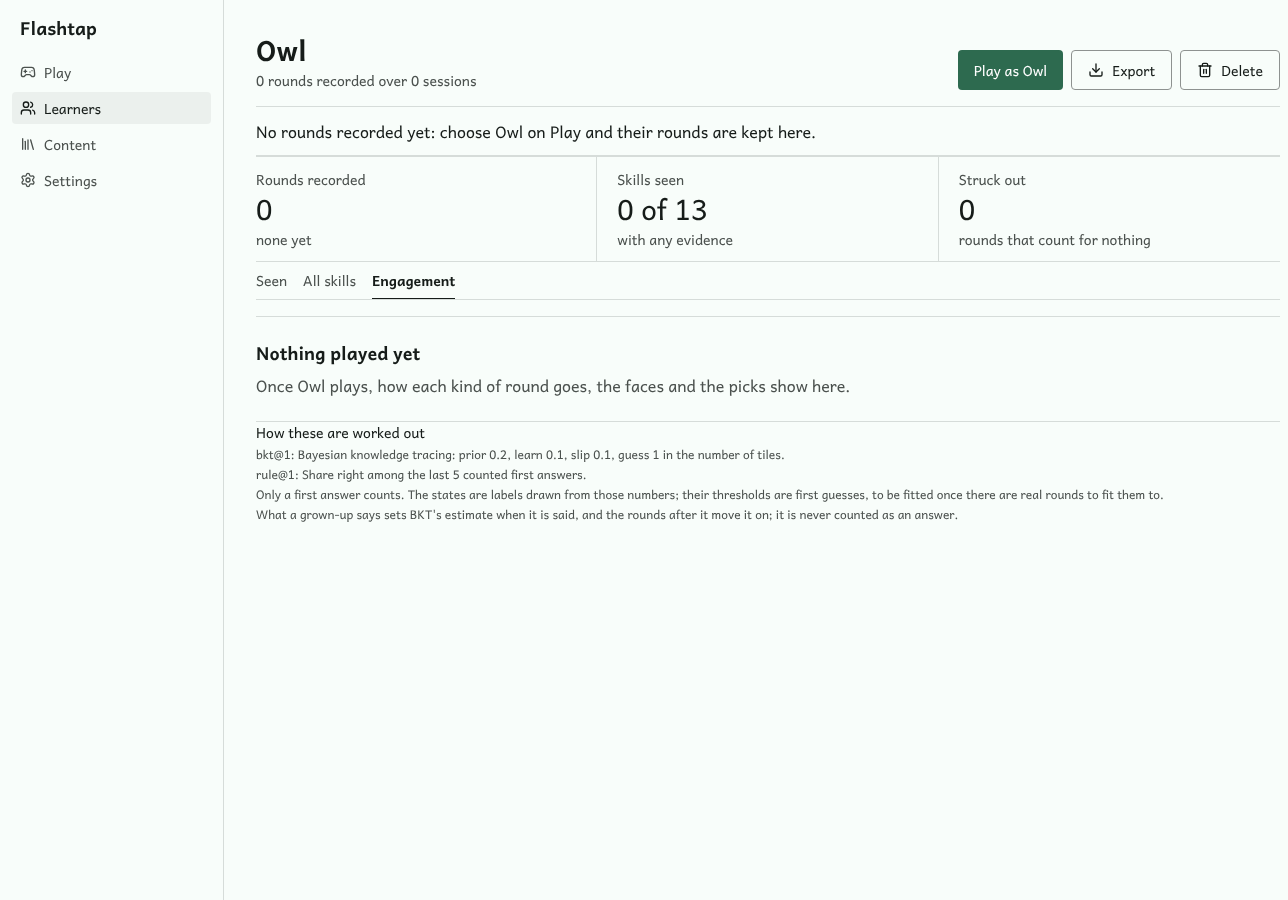 Flashtap
Play
Learners
Content
Settings
Owl
0 rounds recorded over 0 sessions
Play as Owl
Export
Delete
No rounds recorded yet: choose Owl on Play and their rounds are kept here.
Rounds recorded
0
none yet
Skills seen
0 of 13
with any evidence
Struck out
0
rounds that count for nothing
Seen
All skills
Engagement
Nothing played yet
Once Owl plays, how each kind of round goes, the faces and the picks show here.
How these are worked out
bkt@1: Bayesian knowledge tracing: prior 0.2, learn 0.1, slip 0.1, guess 1 in the number of tiles.
rule@1: Share right among the last 5 counted first answers.
Only a first answer counts. The states are labels drawn from those numbers; their thresholds are first guesses, to be fitted once there are real rounds to fit them to.
What a grown-up says sets BKT's estimate when it is said, and the rounds after it move it on; it is never counted as an answer.